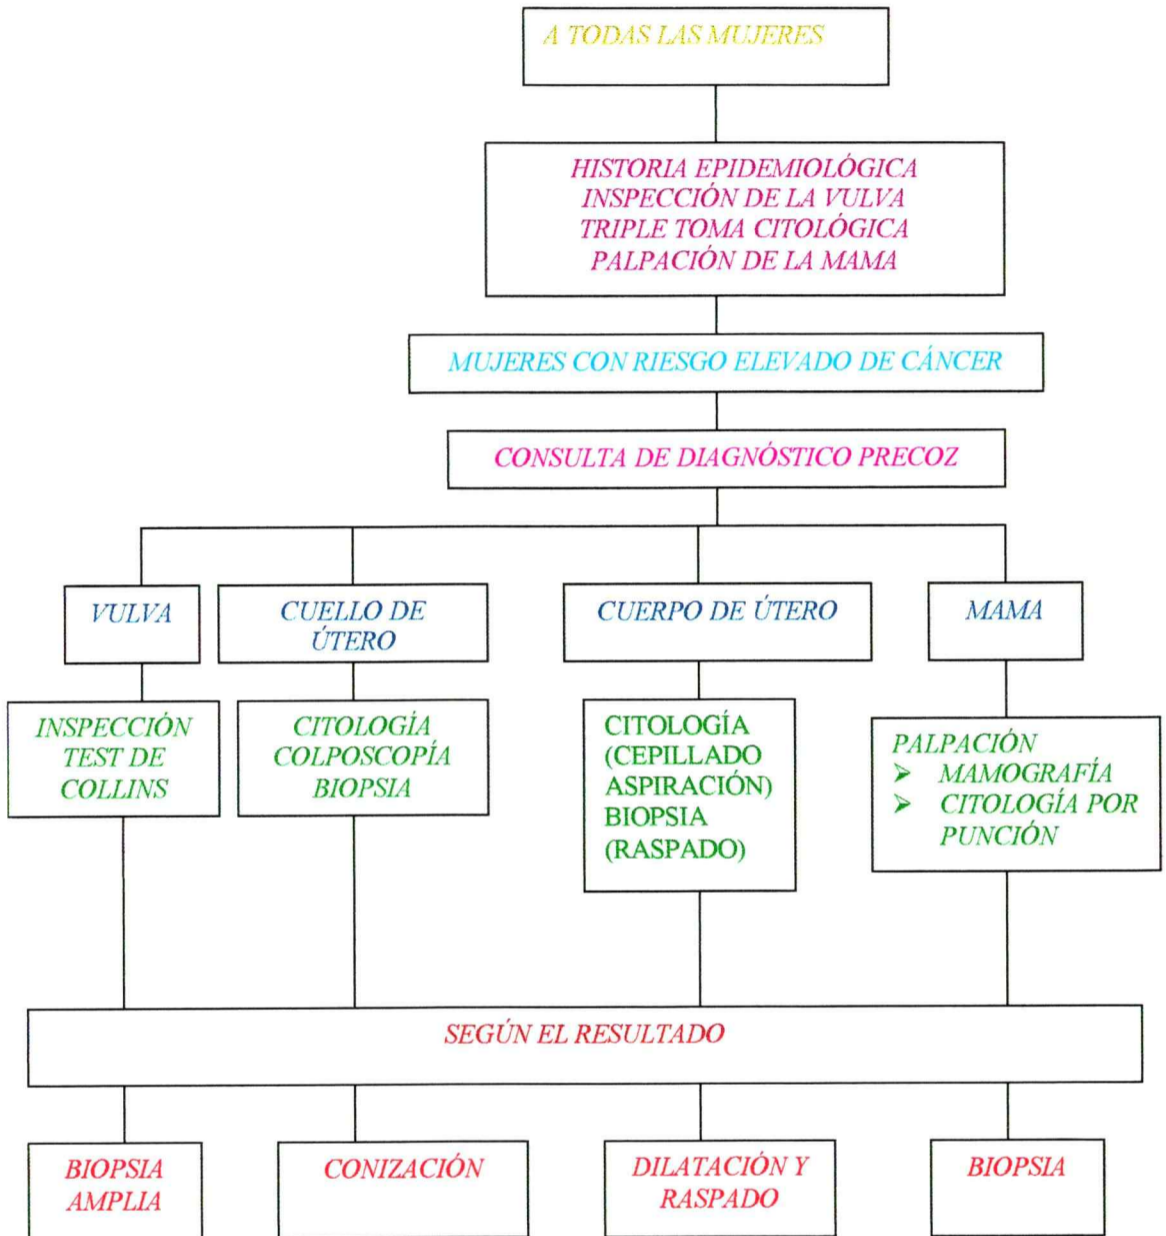 A TODAS LAS MUJERES
HISTORIA EPIDEMIOLÓGICA
INSPECCIÓN DE LA VULVA
TRIPLE TOMA CITOLÓGICA
PALPACIÓN DE LA MAMA
MUJERES CON RIESGO ELEVADO DE CÁNCER
CONSULTA DE DIAGNÓSTICO PRECOZ
VULVA
CUELLO DE
ÚTERO
CUERPO DE ÚTERO
MAMA
INSPECCIÓN
TEST DE
COLLINS
CITOLOGÍA
COLPOSCOPÍA
BIOPSIA
CITOLOGÍA
(CEPILLADO
ASPIRACIÓN)
BIOPSIA
(RASPADO)
PALPACIÓN
➤ MAMOGRAFÍA
➤ CITOLOGÍA POR
PUNCIÓN
SEGÚN EL RESULTADO
BIOPSIA
AMPLIA
CONIZACIÓN
DILATACIÓN Y
RASPADO
BIOPSIA